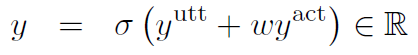 y = σ (y^utt + wy^act) ∈ ℝ